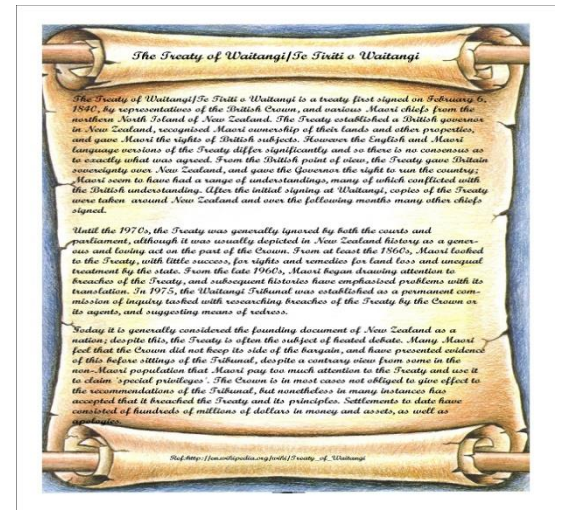 The Treaty of Waitangi/Te Tiriti o Waitangi
The Treaty of Waitangi/Te Tiriti o Waitangi is a treaty first signed on February 6,
1840, by representatives of the British Crown, and various Maori chiefs from the
northern North Island of New Zealand. The Treaty established a British governor
in New Zealand, recognised Maori ownership of their lands and other properties,
and gave Maori the rights of British subjects. However the English and Maori
language versions of the Treaty differ significantly and so there is no consensus as
to exactly what was agreed. From the British point of view, the Treaty gave Britain
sovereignty over New Zealand, and gave the Governor the right to run the country;
Maori seem to have had a range of understandings, many of which conflicted with
the British understanding. After the initial signing at Waitangi, copies of the Treaty
were taken around New Zealand and over the following months many other chiefs
signed.
Until the 1970s, the Treaty was generally ignored by both the courts and
parliament, although it was usually depicted in New Zealand history as a gener-
ous and loving act on the part of the Crown. From at least the 1860s, Maori looked
to the Treaty, with little success, for rights and remedies for land loss and unequal
treatment by the state. From the late 1960s, Maori began drawing attention to
breaches of the Treaty, and subsequent histories have emphasised problems with its
translation. In 1975, the Waitangi Tribunal was established as a permanent com-
mission of inquiry tasked with researching breaches of the Treaty by the Crown or
its agents, and suggesting means of redress.
Today it is generally considered the founding document of New Zealand as a
nation; despite this, the Treaty is often the subject of heated debate. Many Maori
feel that the Crown did not keep its side of the bargain, and have presented evidence
of this before sittings of the Tribunal, despite a contrary view from some in the
non-Maori population that Maori pay too much attention to the Treaty and use it
to claim 'special privileges'. The Crown is in most cases not obliged to give effect to
the recommendations of the Tribunal, but nonetheless in many instances has
accepted that it breached the Treaty and its principles. Settlements to date have
consisted of hundreds of millions of dollars in money and assets, as well as
apologies.
Ref:http://en.wikipedia.org/wiki/Treaty_of_Waitangi